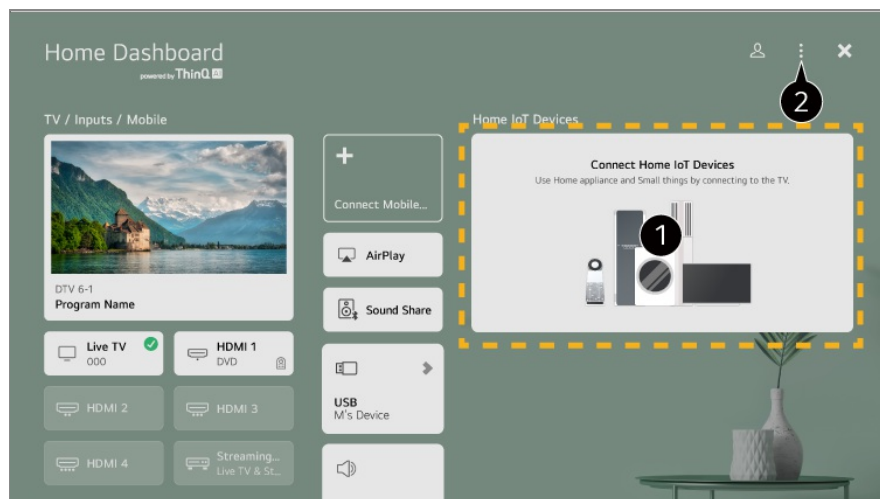 Home Dashboard
powered by ThinQ AI
2
TV / Inputs / Mobile
DTV 6-1
Program Name
Live TV
000
HDMI 1
DVD
HDMI 2
HDMI 3
HDMI 4
Streaming...
Live TV & St...
Connect Mobile...
AirPlay
Sound Share
USB
M's Device
Home IoT Devices
Connect Home IoT Devices
Use Home appliance and Small things by connecting to the TV.
1